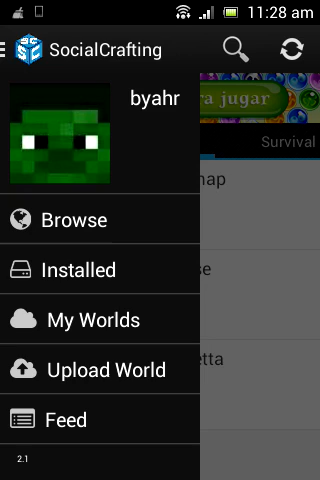 11:28 am
SocialCrafting
byahr
ra jugar
Survival
Browse
map
Installed
se
My Worlds
etta
Upload World
Feed
2.1